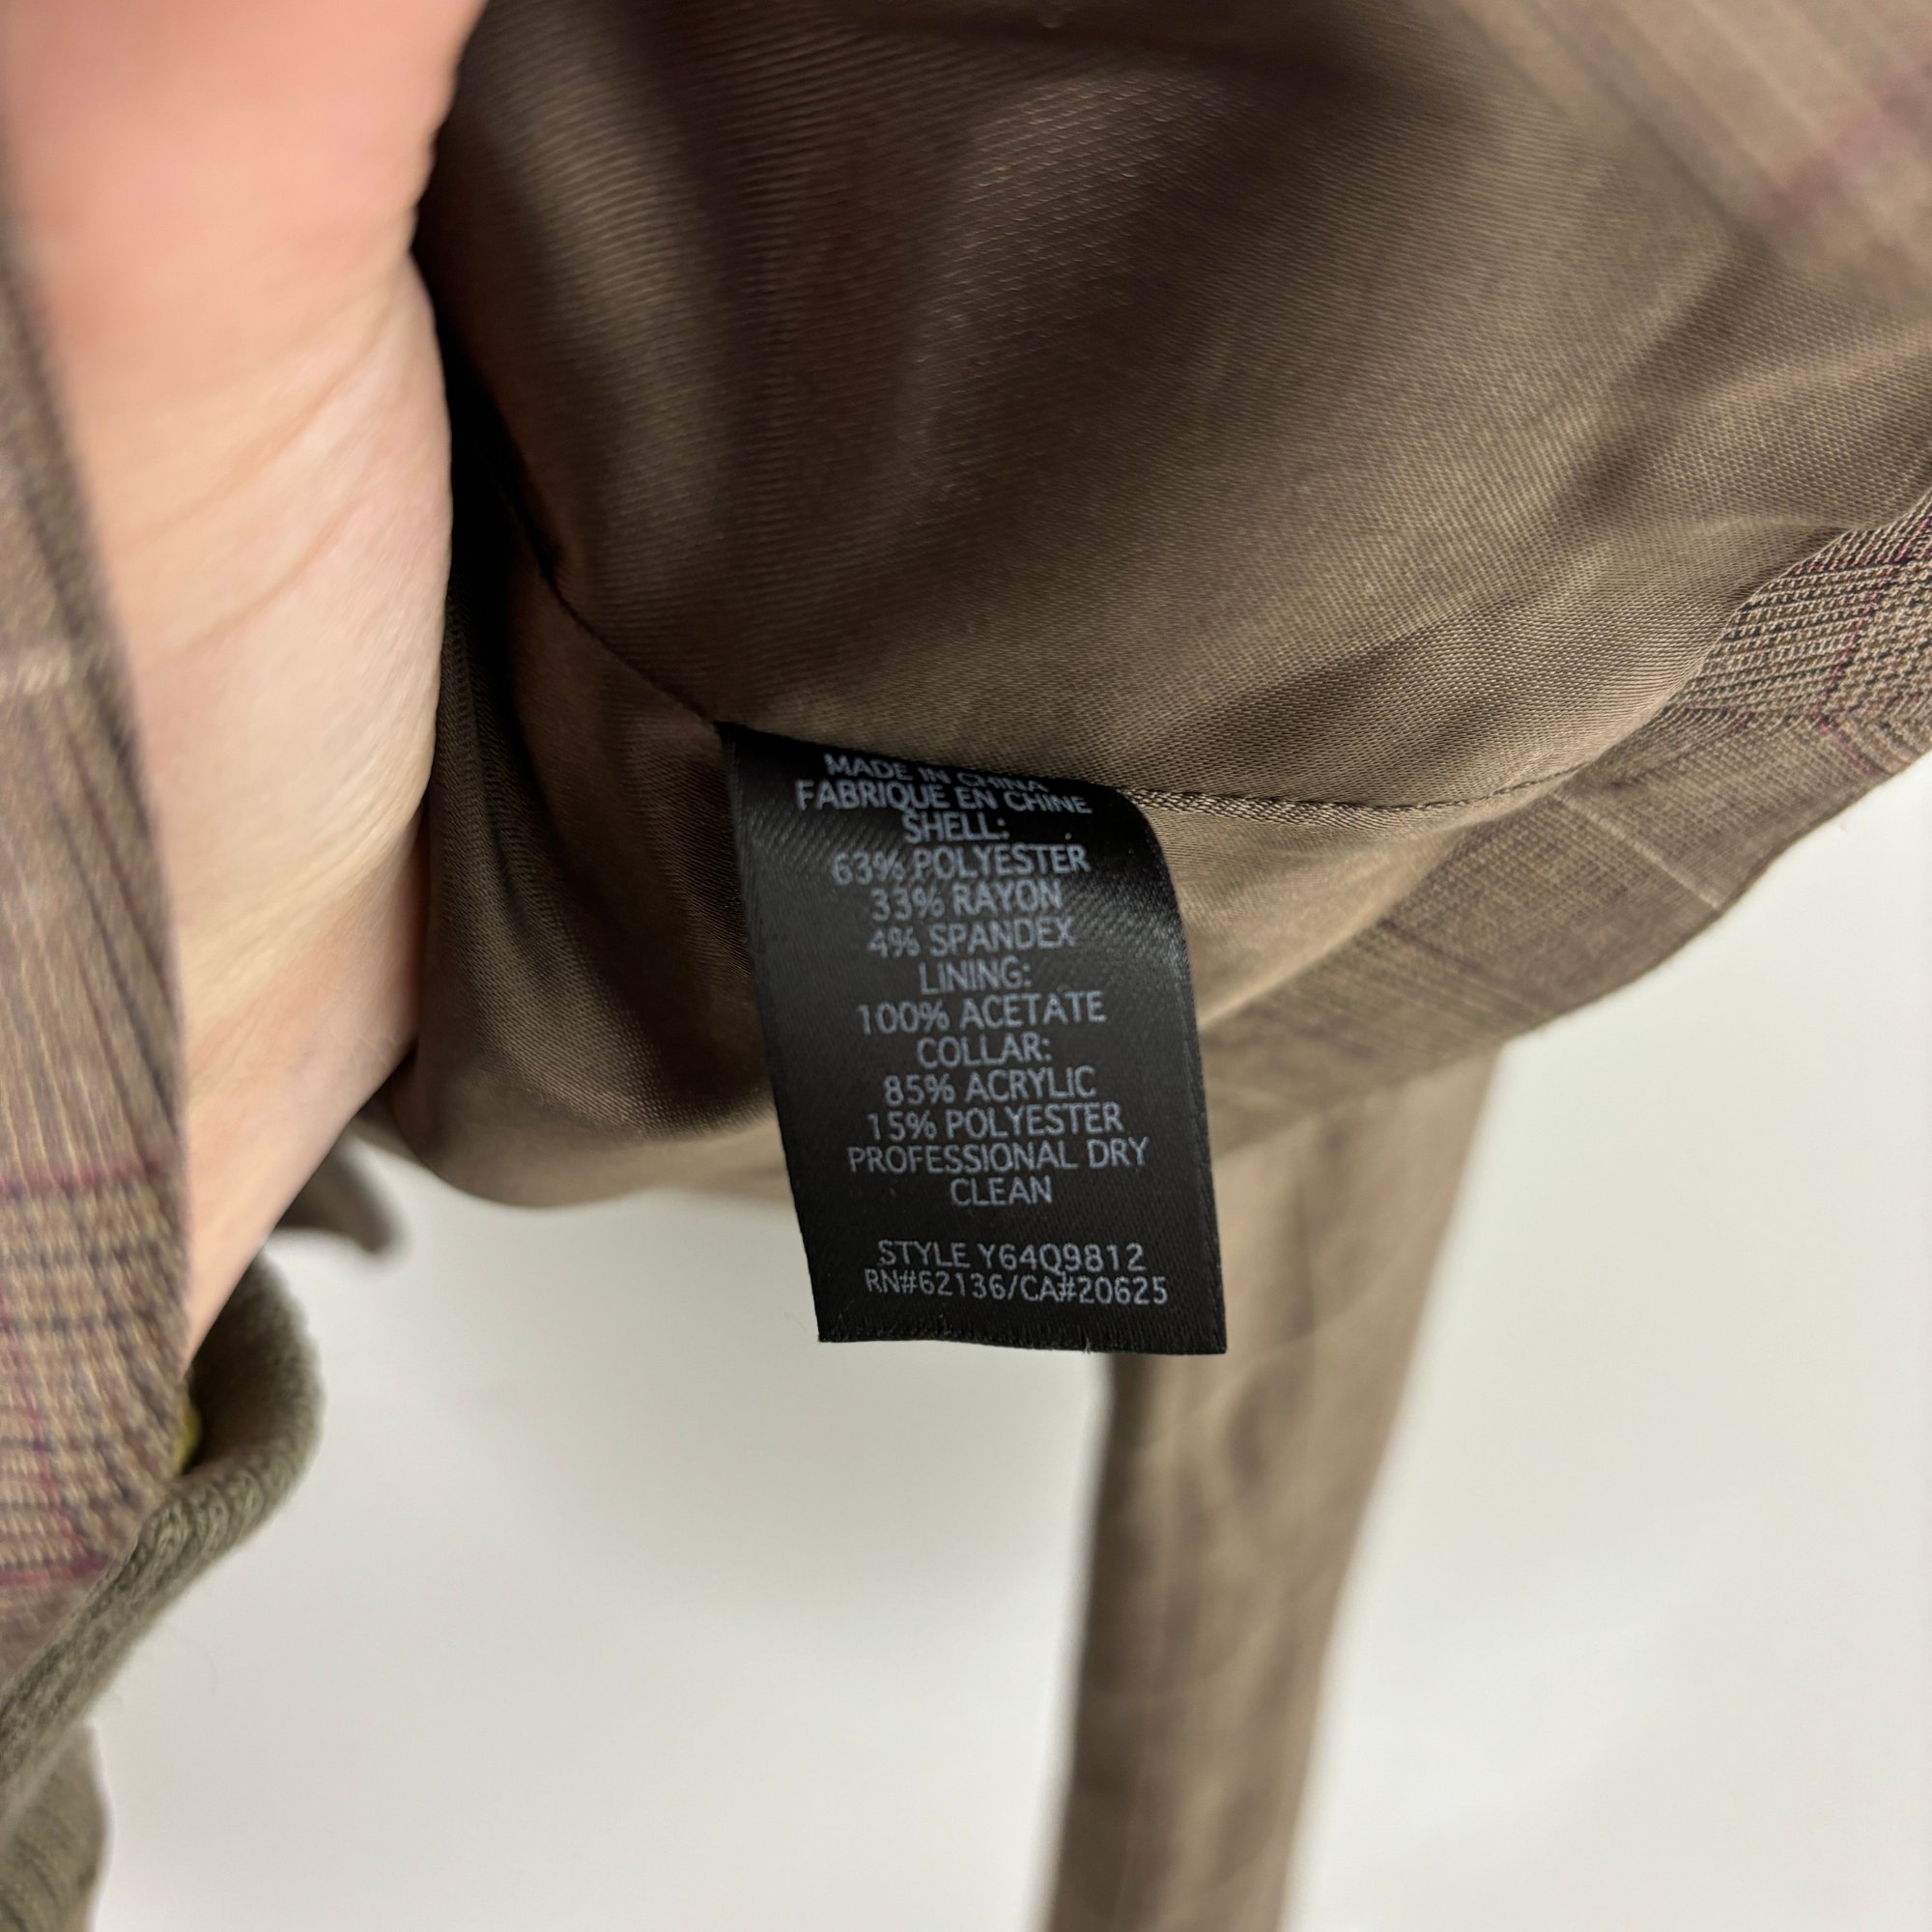 MADE IN CHINA
FABRIQUE EN CHINE
SHELL:
63% POLYESTER
33% RAYON
4% SPANDEX
LINING:
100% ACETATE
COLLAR:
85% ACRYLIC
15% POLYESTER
PROFESSIONAL DRY
CLEAN
STYLE Y64Q9812
RN#62136/CA#20625